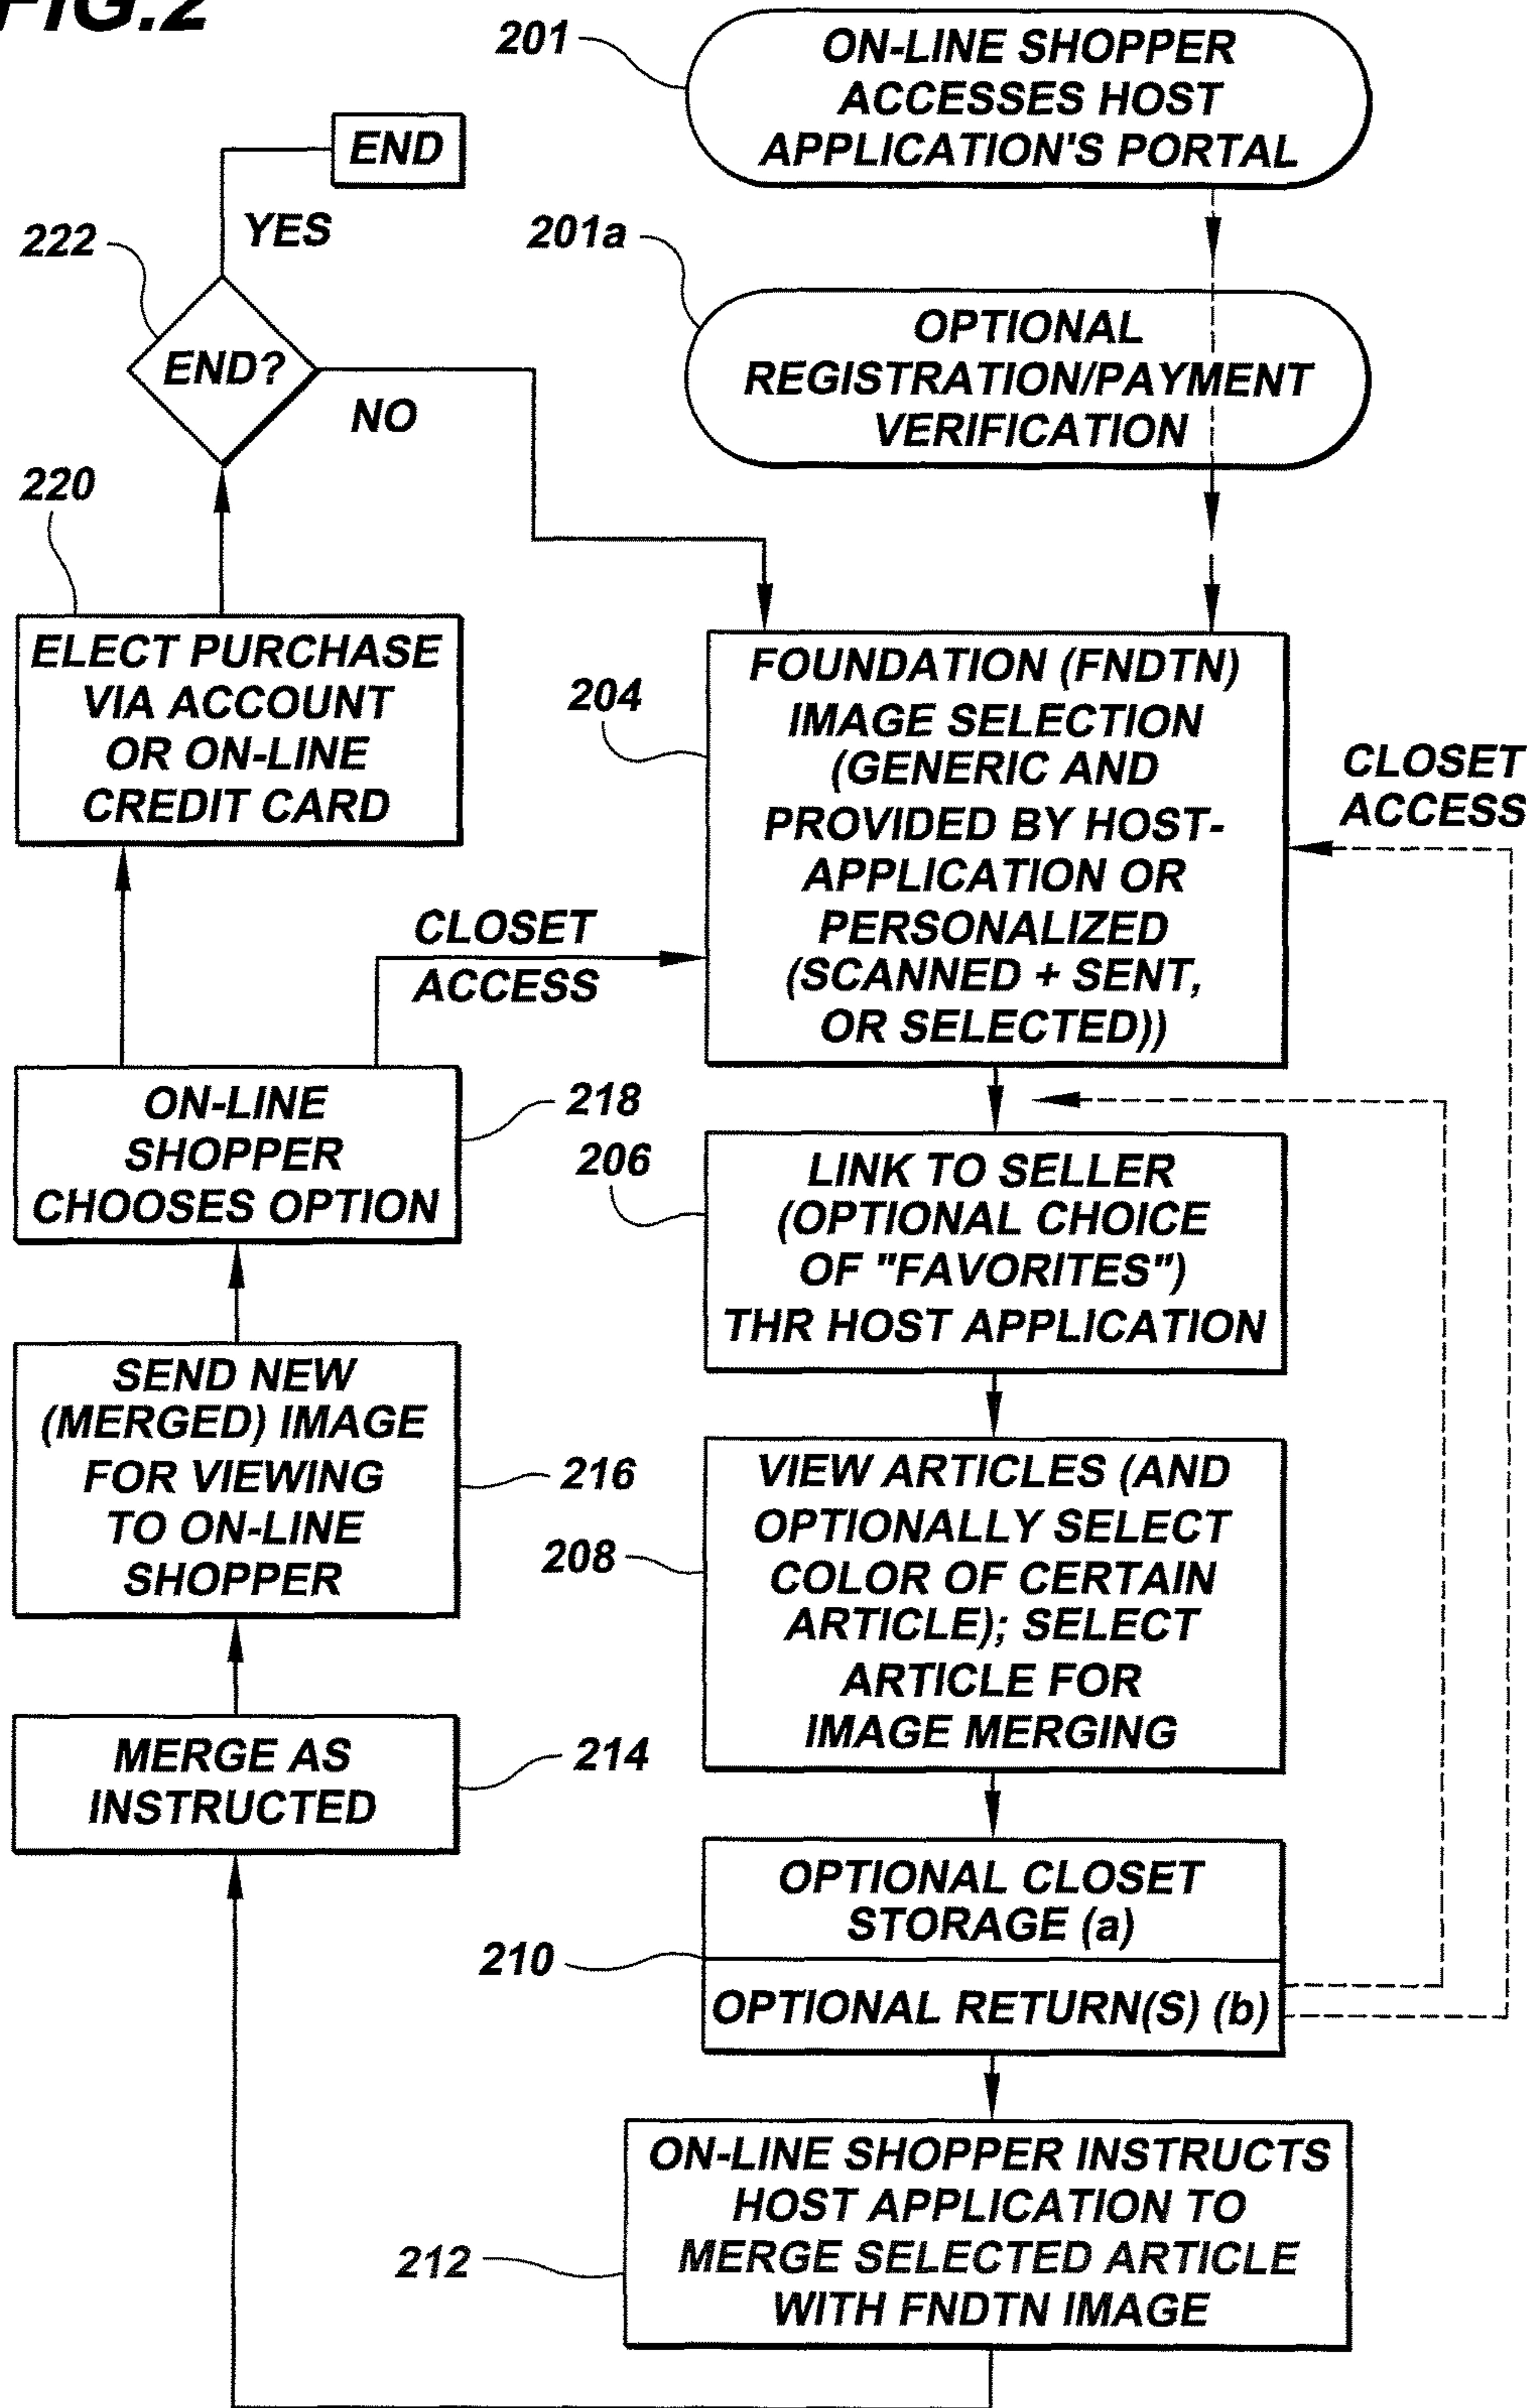 FIG.2
201
ON-LINE SHOPPER
ACCESSES HOST
APPLICATION'S PORTAL
END
YES
222
END?
NO
201a
OPTIONAL
REGISTRATION/PAYMENT
VERIFICATION
220
ELECT PURCHASE
VIA ACCOUNT
OR ON-LINE
CREDIT CARD
204
FOUNDATION (FNDTN)
IMAGE SELECTION
(GENERIC AND
PROVIDED BY HOST-
APPLICATION OR
PERSONALIZED
(SCANNED + SENT,
OR SELECTED))
CLOSET
ACCESS
CLOSET
ACCESS
ON-LINE
SHOPPER
CHOOSES OPTION
218
206
LINK TO SELLER
(OPTIONAL CHOICE
OF "FAVORITES")
THR HOST APPLICATION
SEND NEW
(MERGED) IMAGE
FOR VIEWING
TO ON-LINE
SHOPPER
216
208
VIEW ARTICLES (AND
OPTIONALLY SELECT
COLOR OF CERTAIN
ARTICLE); SELECT
ARTICLE FOR
IMAGE MERGING
MERGE AS
INSTRUCTED
214
OPTIONAL CLOSET
STORAGE (a)
210
OPTIONAL RETURN(S) (b)
212
ON-LINE SHOPPER INSTRUCTS
HOST APPLICATION TO
MERGE SELECTED ARTICLE
WITH FNDTN IMAGE